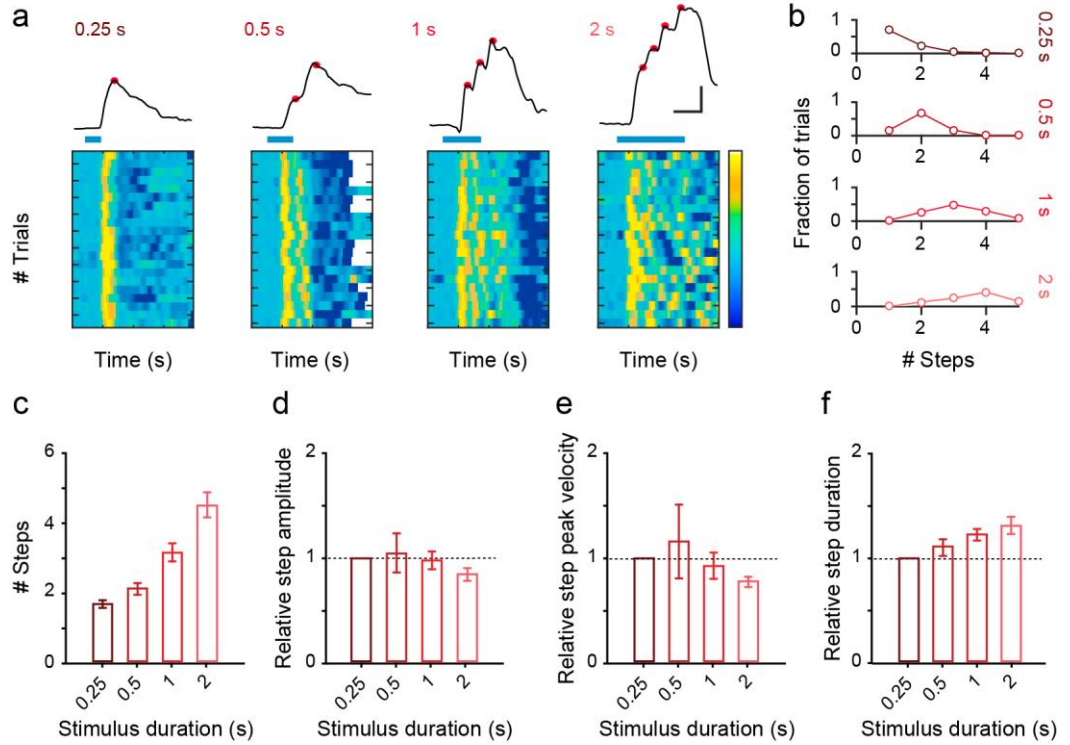 a
0.25 s
0.5 s
1 s
2 s
# Trials
Time (s)
Time (s)
Time (s)
Time (s)
b
Fraction of trials
1
0
0
2
4
0.25 s
1
0
0
2
4
0.5 s
1
0
0
2
4
1 s
1
0
0
2
4
2 s
# Steps
c
# Steps
6
4
2
0
0.25
0.5
1
2
Stimulus duration (s)
d
Relative step amplitude
2
1
0
0.25
0.5
1
2
Stimulus duration (s)
e
Relative step peak velocity
2
1
0
0.25
0.5
1
2
Stimulus duration (s)
f
Relative step duration
2
1
0
0.25
0.5
1
2
Stimulus duration (s)